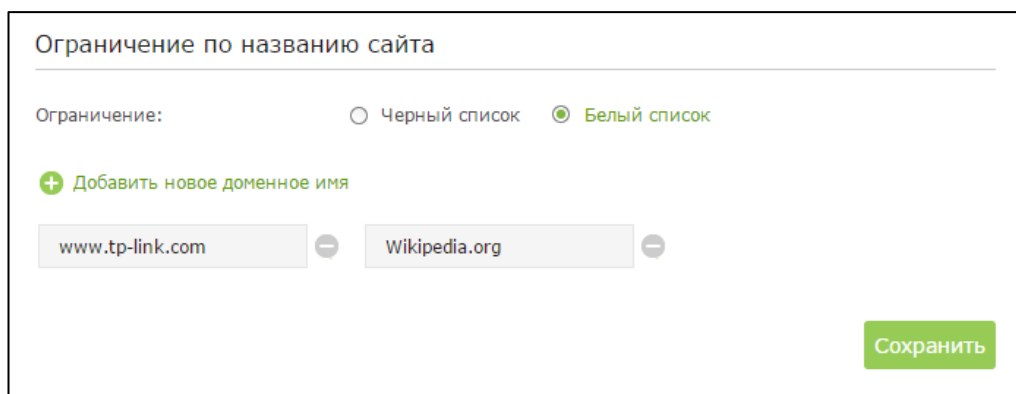 Ограничение по названию сайта
Ограничение: Черный список Белый список
Добавить новое доменное имя
www.tp-link.com Wikipedia.org
Сохранить